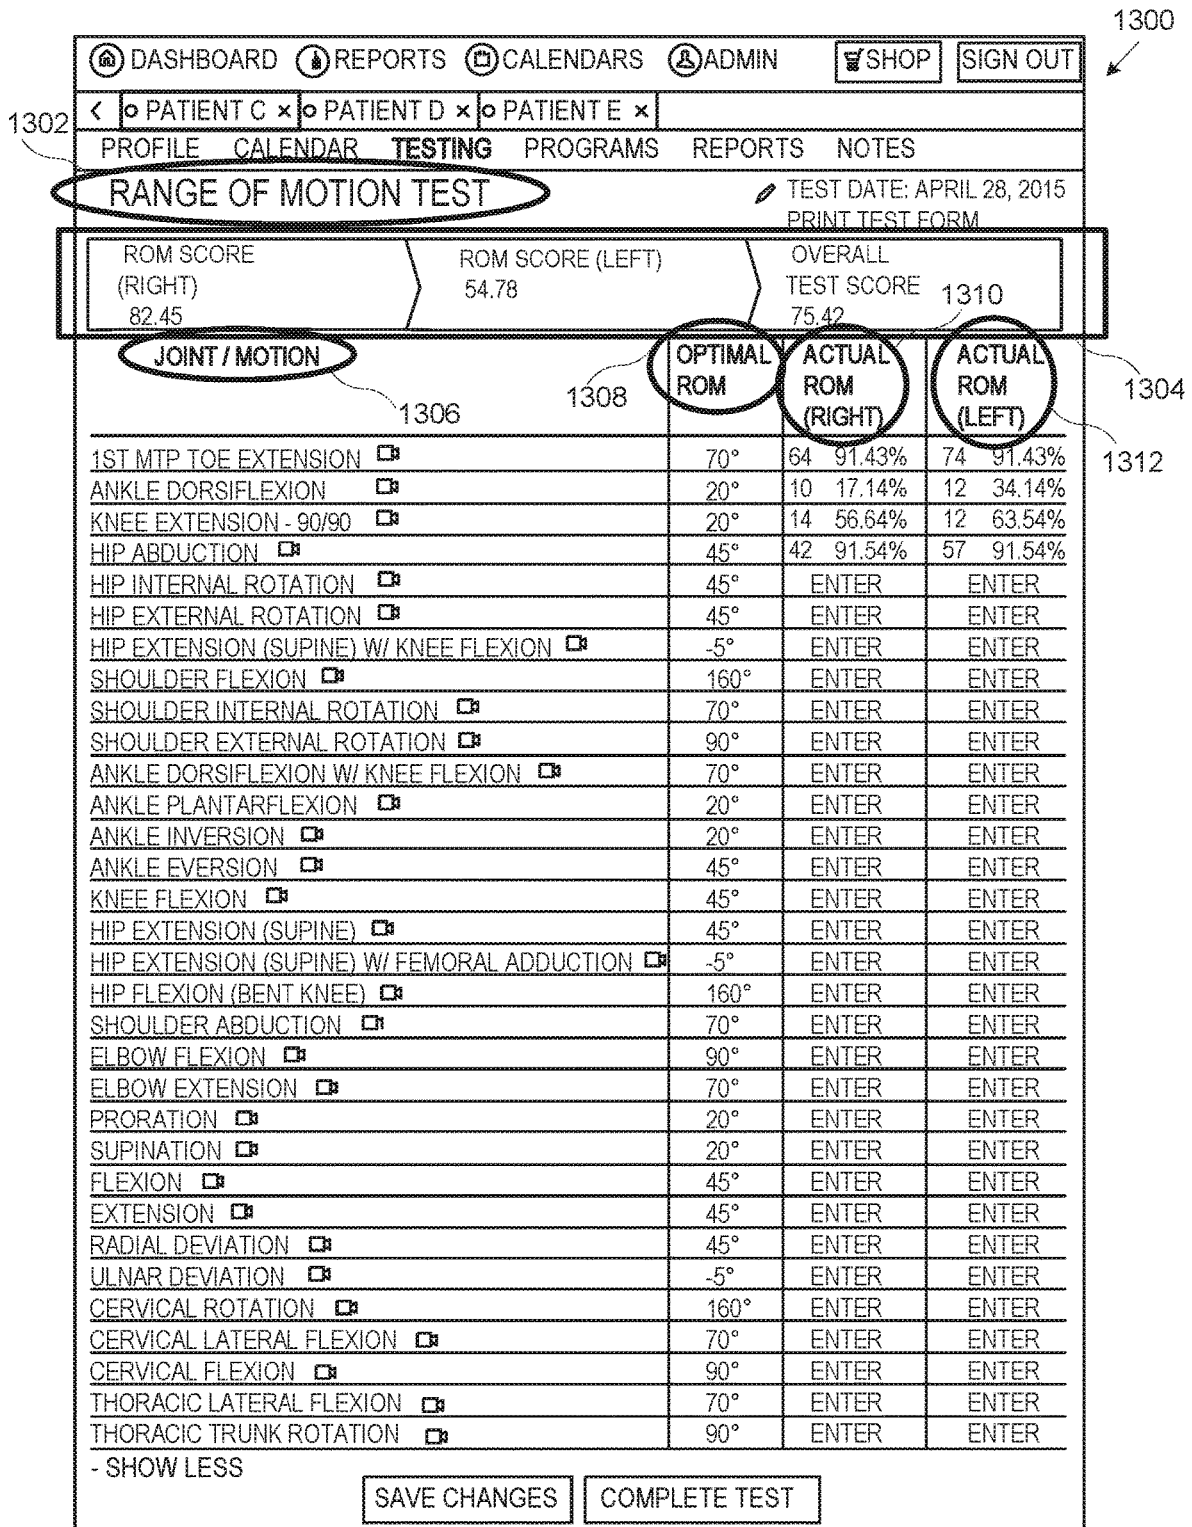 1300
DASHBOARD REPORTS CALENDARS ADMIN SHOP SIGN OUT
< PATIENT C × PATIENT D × PATIENT E ×
1302
PROFILE CALENDAR TESTING PROGRAMS REPORTS NOTES
RANGE OF MOTION TEST
TEST DATE: APRIL 28, 2015
PRINT TEST FORM
ROM SCORE (RIGHT) 82.45
ROM SCORE (LEFT) 54.78
OVERALL TEST SCORE 75.42
1310
JOINT / MOTION OPTIMAL ROM ACTUAL ROM (RIGHT) ACTUAL ROM (LEFT)
1304
1306
1308
1312
1ST MTP TOE EXTENSION 70° 64 91.43% 74 91.43%
ANKLE DORSIFLEXION 20° 10 17.14% 12 34.14%
KNEE EXTENSION - 90/90 20° 14 56.64% 12 63.54%
HIP ABDUCTION 45° 42 91.54% 57 91.54%
HIP INTERNAL ROTATION 45° ENTER ENTER
HIP EXTERNAL ROTATION 45° ENTER ENTER
HIP EXTENSION (SUPINE) W/ KNEE FLEXION -5° ENTER ENTER
SHOULDER FLEXION 160° ENTER ENTER
SHOULDER INTERNAL ROTATION 70° ENTER ENTER
SHOULDER EXTERNAL ROTATION 90° ENTER ENTER
ANKLE DORSIFLEXION W/ KNEE FLEXION 70° ENTER ENTER
ANKLE PLANTARFLEXION 20° ENTER ENTER
ANKLE INVERSION 20° ENTER ENTER
ANKLE EVERSION 45° ENTER ENTER
KNEE FLEXION 45° ENTER ENTER
HIP EXTENSION (SUPINE) 45° ENTER ENTER
HIP EXTENSION (SUPINE) W/ FEMORAL ADDUCTION -5° ENTER ENTER
HIP FLEXION (BENT KNEE) 160° ENTER ENTER
SHOULDER ABDUCTION 70° ENTER ENTER
ELBOW FLEXION 90° ENTER ENTER
ELBOW EXTENSION 70° ENTER ENTER
PRORATION 20° ENTER ENTER
SUPINATION 20° ENTER ENTER
FLEXION 45° ENTER ENTER
EXTENSION 45° ENTER ENTER
RADIAL DEVIATION 45° ENTER ENTER
ULNAR DEVIATION -5° ENTER ENTER
CERVICAL ROTATION 160° ENTER ENTER
CERVICAL LATERAL FLEXION 70° ENTER ENTER
CERVICAL FLEXION 90° ENTER ENTER
THORACIC LATERAL FLEXION 70° ENTER ENTER
THORACIC TRUNK ROTATION 90° ENTER ENTER
- SHOW LESS
SAVE CHANGES COMPLETE TEST